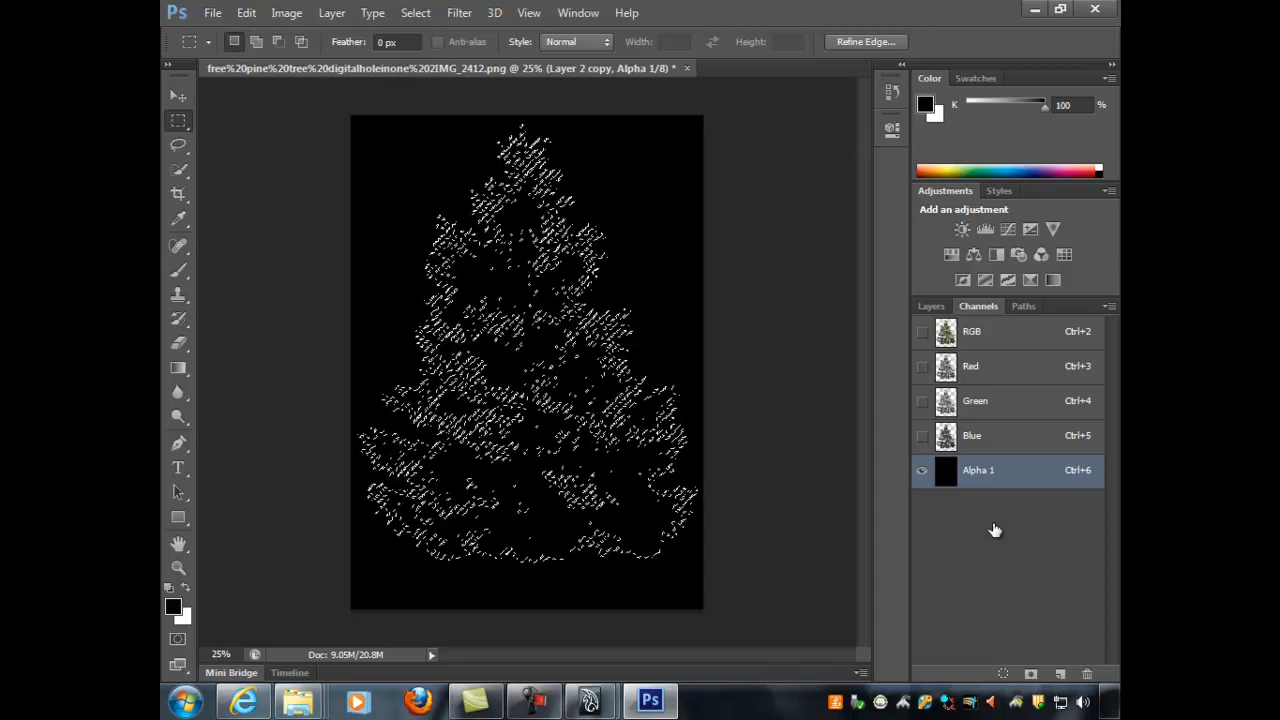 Ps File Edit Image Layer Type Select Filter 3D View Window Help
Feather: 0 px Anti-alias Style: Normal Width: Height: Refine Edge...
free%20pine%20tree%20digitalholeinone%202IMG_2412.png @ 25% (Layer 2 copy, Alpha 1/8) * ×
Color Swatches
K 100 %
Adjustments Styles
Add an adjustment
Layers Channels Paths
RGB Ctrl+2
Red Ctrl+3
Green Ctrl+4
Blue Ctrl+5
Alpha 1 Ctrl+6
T
25% Doc: 9.05M/20.8M
Mini Bridge Timeline
Ps